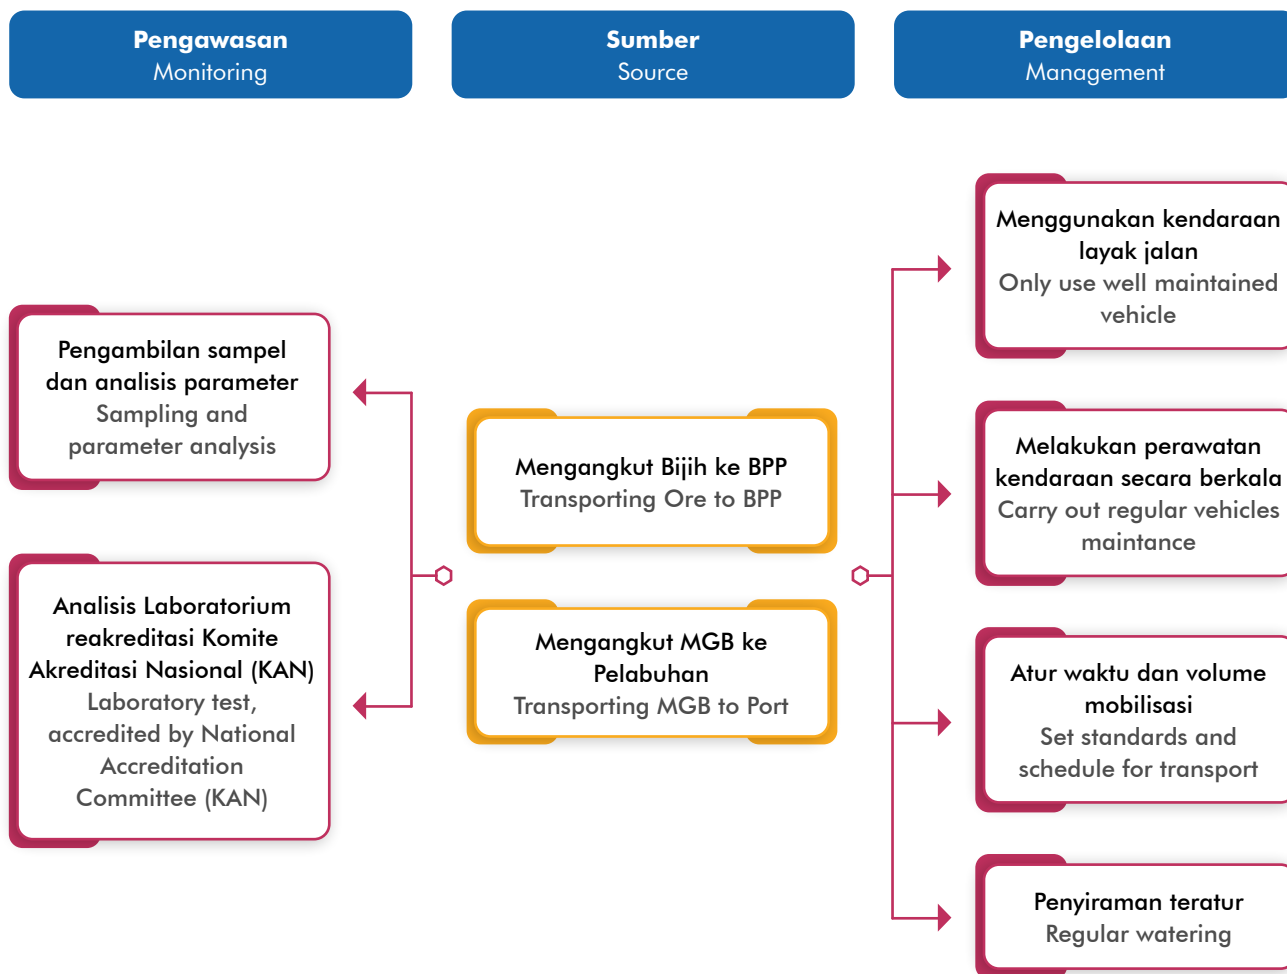 Pengawasan
Monitoring
Sumber
Source
Pengelolaan
Management
Pengambilan sampel
dan analisis parameter
Sampling and
parameter analysis
Analisis Laboratorium
reakreditasi Komite
Akreditasi Nasional (KAN)
Laboratory test,
accredited by National
Accreditation
Committee (KAN)
Mengangkut Bijih ke BPP
Transporting Ore to BPP
Mengangkut MGB ke
Pelabuhan
Transporting MGB to Port
Menggunakan kendaraan
layak jalan
Only use well maintained
vehicle
Melakukan perawatan
kendaraan secara berkala
Carry out regular vehicles
maintance
Atur waktu dan volume
mobilisasi
Set standards and
schedule for transport
Penyiraman teratur
Regular watering